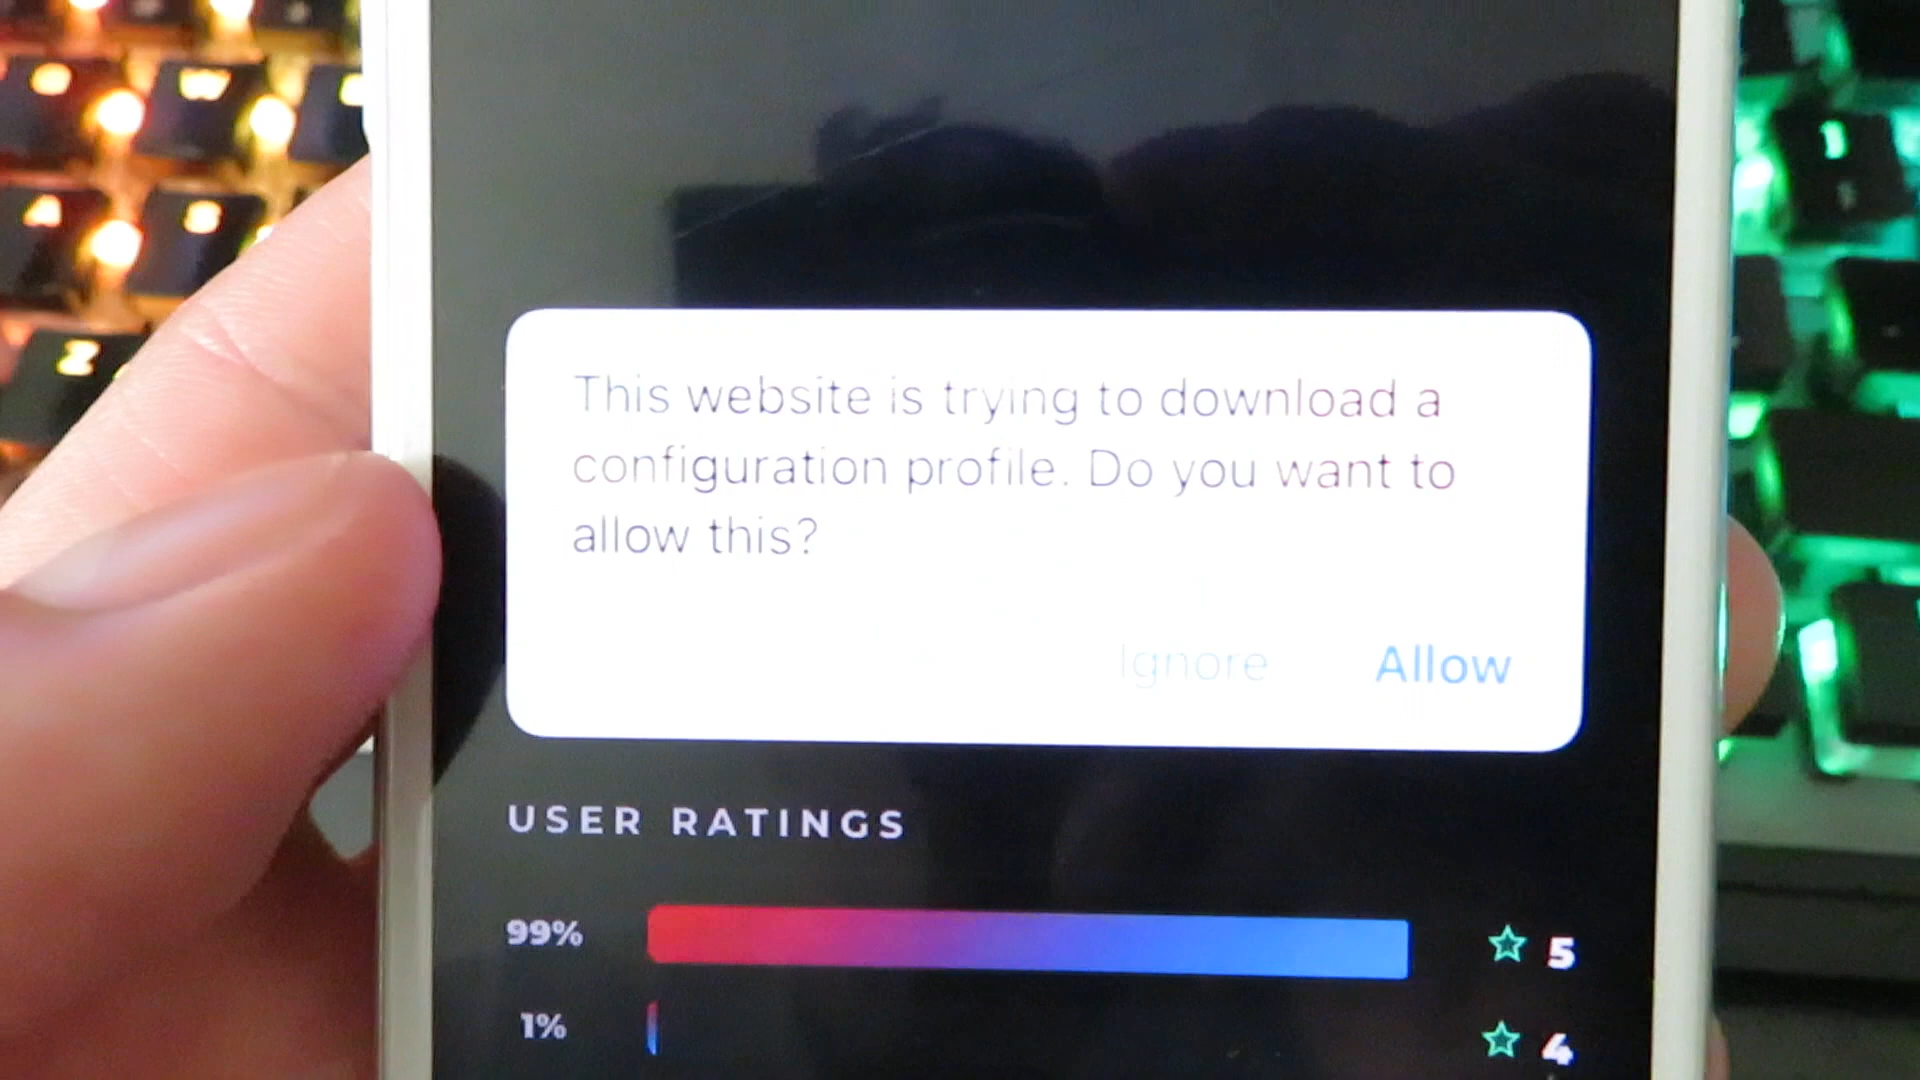 W
A
S
Z
This website is trying to download a
configuration profile. Do you want to
allow this?
Ignore Allow
USER RATINGS
99% 5
1% 4